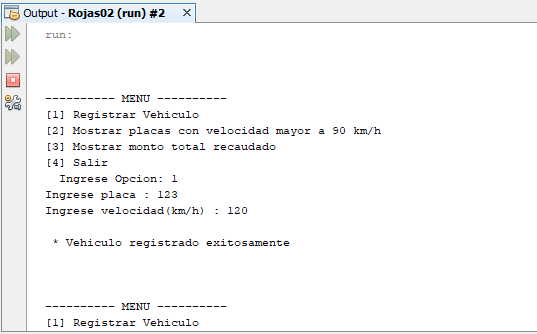 Output - Rojas02 (run) #2 ×
run:
---------- MENU ----------
[1] Registrar Vehiculo
[2] Mostrar placas con velocidad mayor a 90 km/h
[3] Mostrar monto total recaudado
[4] Salir
Ingrese Opcion: 1
Ingrese placa : 123
Ingrese velocidad(km/h) : 120
* Vehiculo registrado exitosamente
---------- MENU ----------
[1] Registrar Vehiculo